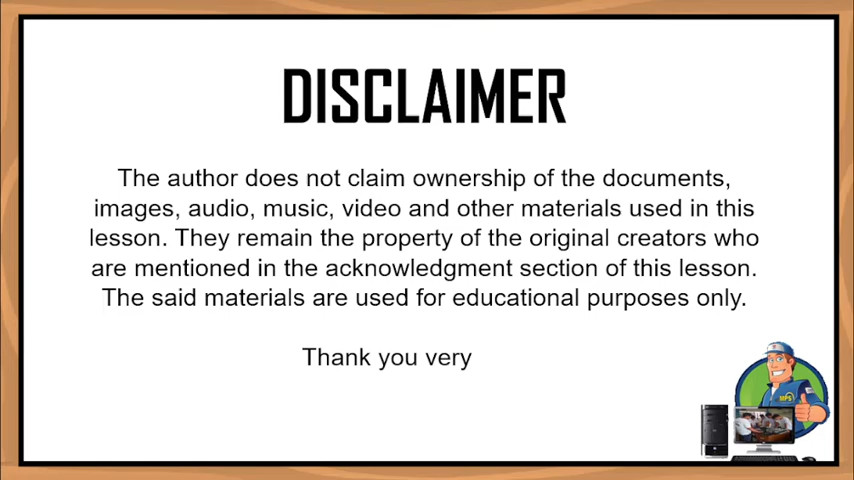 DISCLAIMER
The author does not claim ownership of the documents,
images, audio, music, video and other materials used in this
lesson. They remain the property of the original creators who
are mentioned in the acknowledgment section of this lesson.
The said materials are used for educational purposes only.
Thank you very
MPS